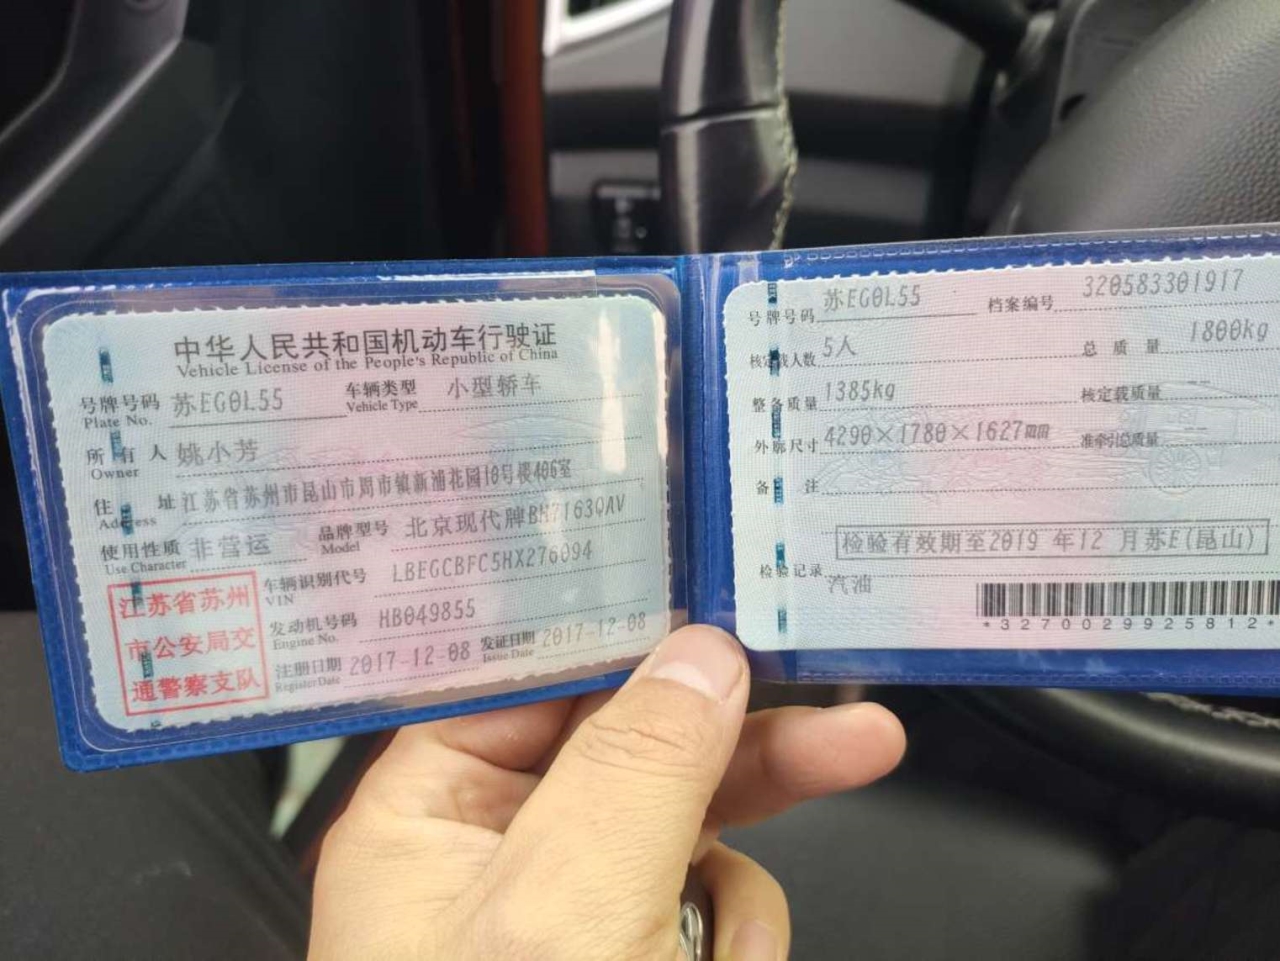 中华人民共和国机动车行驶证
Vehicle License of the People's Republic of China
号牌号码 苏EG0L55 车辆类型 小型轿车
Plate No. Vehicle Type
所有人 姚小芳
Owner
住址 江苏省苏州市昆山市周市镇新浦花园10号楼406室
Address
使用性质 非营运 品牌型号 北京现代牌BH7163QAV
Use Character Model
江苏省苏州
市公安局交
通警察支队
车辆识别代号 LBEGCBFC5HX276094
VIN
发动机号码 HB049855
Engine No.
注册日期 2017-12-08 发证日期 2017-12-08
Register Date Issue Date
号牌号码 苏EG0L55 档案编号 320583301917
核定载人数 5人 总质量 1800kg
整备质量 1385kg 核定载质量
外廓尺寸 4290×1780×1627mm 准牵引总质量
备注
检验有效期至2019 年12 月苏E(昆山)
检验记录
汽油
*3270029925812*